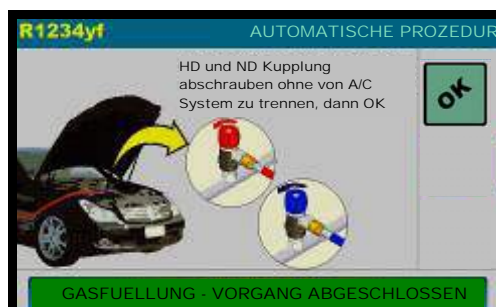 R1234yf
AUTOMATISCHE PROZEDUR
HD und ND Kupplung
abschrauben ohne von A/C
System zu trennen, dann OK
OK
GASFUELLUNG - VORGANG ABGESCHLOSSEN